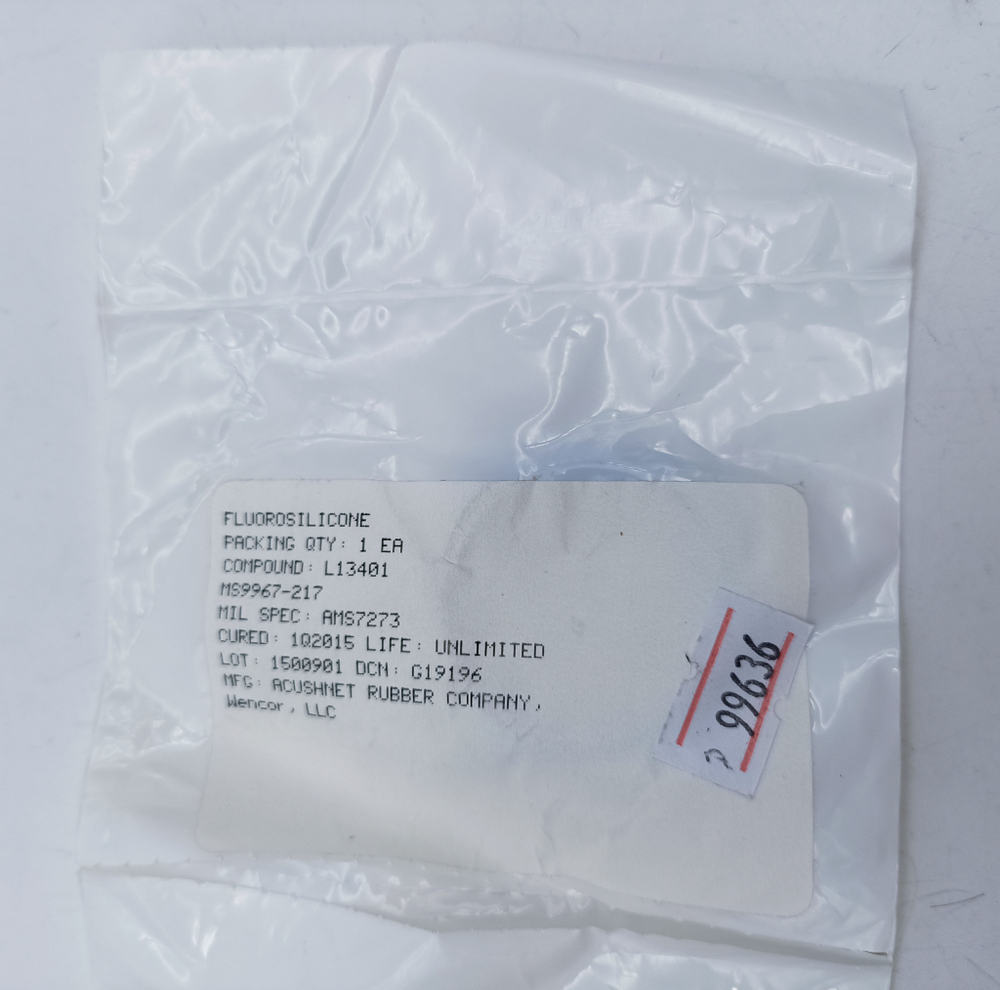 FLUOROSILICONE
PACKING QTY: 1 EA
COMPOUND: L13401
MS9967-217
MIL SPEC: AMS7273
CURED: 1Q2015 LIFE: UNLIMITED
LOT: 1500901 DCN: G19196
MFG: ACUSHNET RUBBER COMPANY,
Wencor, LLC
99636